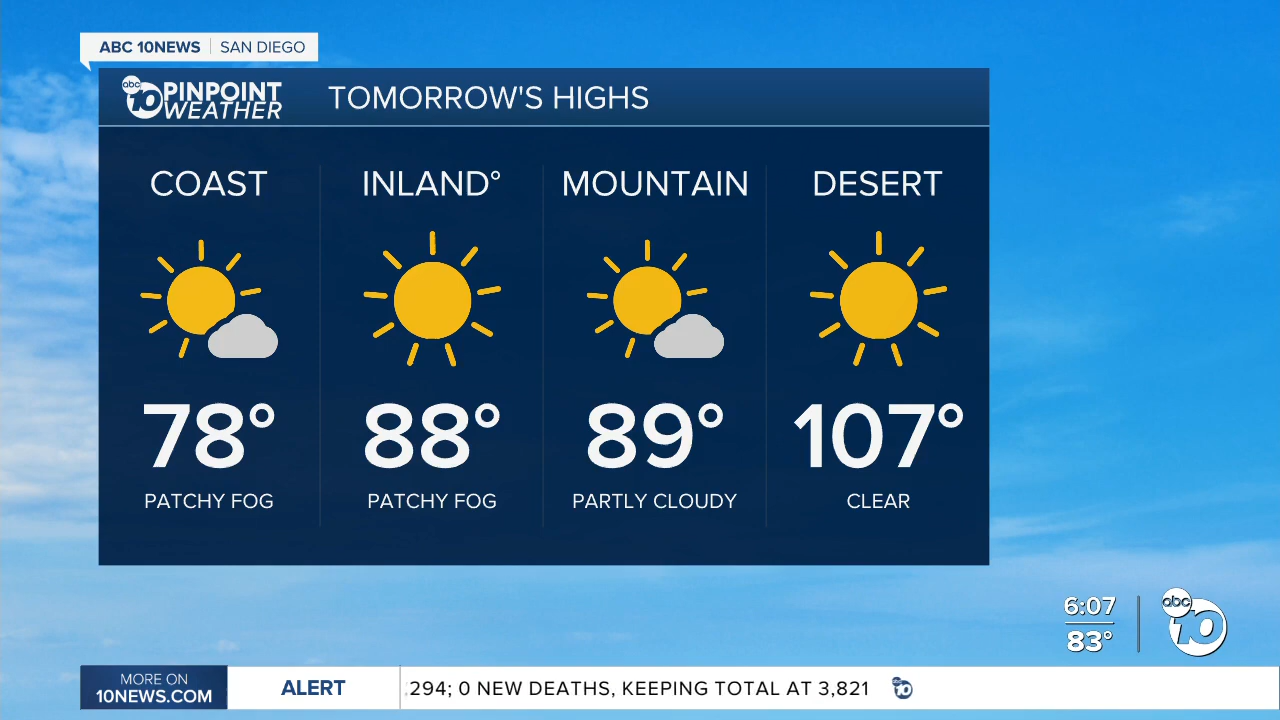 ABC 10NEWS | SAN DIEGO
abc 10 PINPOINT WEATHER
TOMORROW'S HIGHS
COAST
INLAND°
MOUNTAIN
DESERT
78°
88°
89°
107°
PATCHY FOG
PATCHY FOG
PARTLY CLOUDY
CLEAR
6:07
83°
abc 10
MORE ON
10NEWS.COM
ALERT
294; 0 NEW DEATHS, KEEPING TOTAL AT 3,821
abc 10